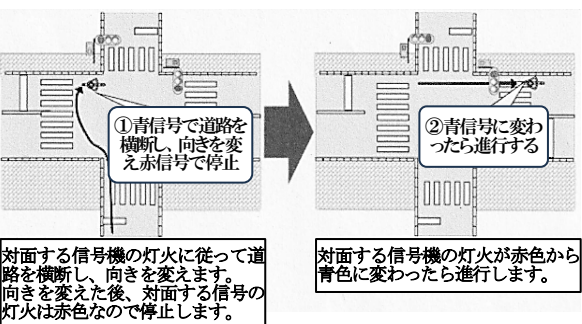 ①青信号で道路を
横断し、向きを変
え赤信号で停止
②青信号に変わ
ったら進行する
対面する信号機の灯火に従って道
路を横断し、向きを変えます。
向きを変えた後、対面する信号の
灯火は赤色なので停止します。
対面する信号機の灯火が赤色から
青色に変わったら進行します。